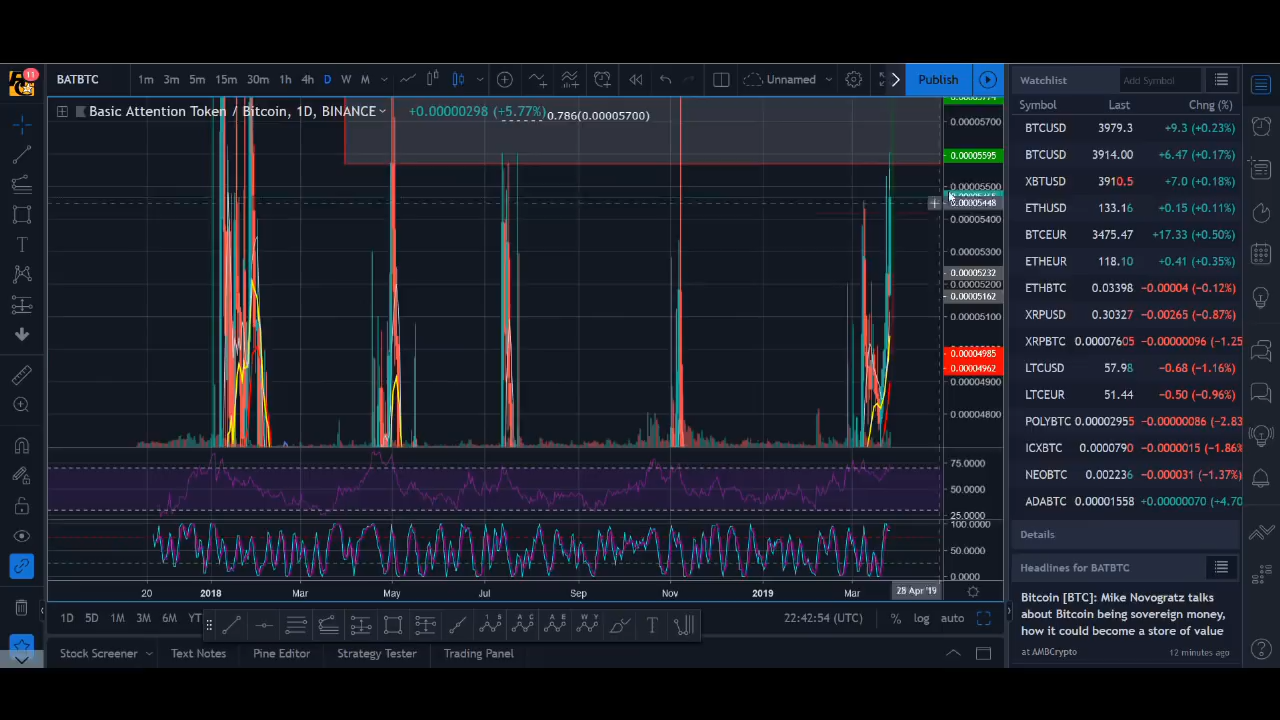 11
BATBTC 1m 3m 5m 15m 30m 1h 4h D W M Unnamed Publish
Basic Attention Token / Bitcoin, 1D, BINANCE +0.00000298 (+5.77%)
0.786(0.00005700)
0.00005774
0.00005700
0.00005595
0.00005500
0.00005448
0.00005400
0.00005300
0.00005232
0.00005200
0.00005162
0.00005100
0.00004985
0.00004962
0.00004900
0.00004800
75.0000
50.0000
25.0000
100.0000
50.0000
0.0000
20 2018 Mar May Jul Sep Nov 2019 Mar 28 Apr '19
1D 5D 1M 3M 6M YT 22:42:54 (UTC) % log auto
Stock Screener Text Notes Pine Editor Strategy Tester Trading Panel
Watchlist Add Symbol
Symbol Last Chng (%)
BTCUSD 3979.3 +9.3 (+0.23%)
BTCUSD 3914.00 +6.47 (+0.17%)
XBTUSD 3910.5 +7.0 (+0.18%)
ETHUSD 133.16 +0.15 (+0.11%)
BTCEUR 3475.47 +17.33 (+0.50%)
ETHEUR 118.10 +0.41 (+0.35%)
ETHBTC 0.03398 −0.00004 (−0.12%)
XRPUSD 0.30327 −0.00265 (−0.87%)
XRPBTC 0.00007605 −0.00000096 (−1.25
LTCUSD 57.98 −0.68 (−1.16%)
LTCEUR 51.44 −0.50 (−0.96%)
POLYBTC 0.00002955 −0.00000086 (−2.83
ICXBTC 0.0000790 −0.0000015 (−1.86%
NEOBTC 0.002236 −0.000031 (−1.37%)
ADABTC 0.00001558 +0.00000070 (+4.70
Details
Headlines for BATBTC
Bitcoin [BTC]: Mike Novogratz talks
about Bitcoin being sovereign money,
how it could become a store of value
at AMBCrypto 12 minutes ago